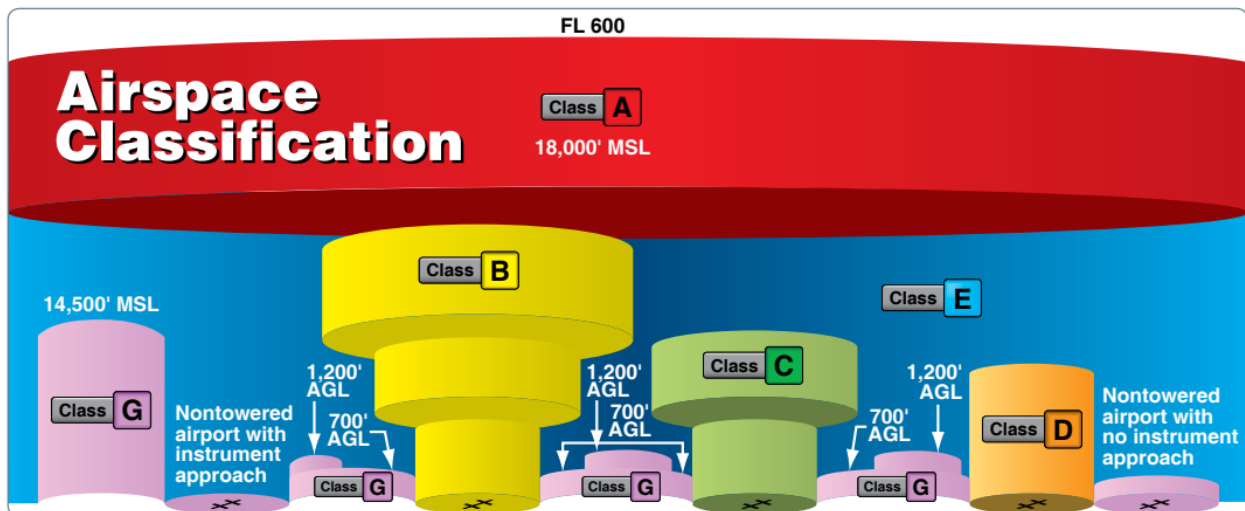 FL 600
Airspace
Classification
Class A
18,000' MSL
Class B
Class E
14,500' MSL
Class G
Nontowered
airport with
instrument
approach
1,200'
AGL
700'
AGL
Class G
1,200'
AGL
700'
AGL
Class G
Class C
700'
AGL
1,200'
AGL
Class G
Class D
Nontowered
airport with
no instrument
approach